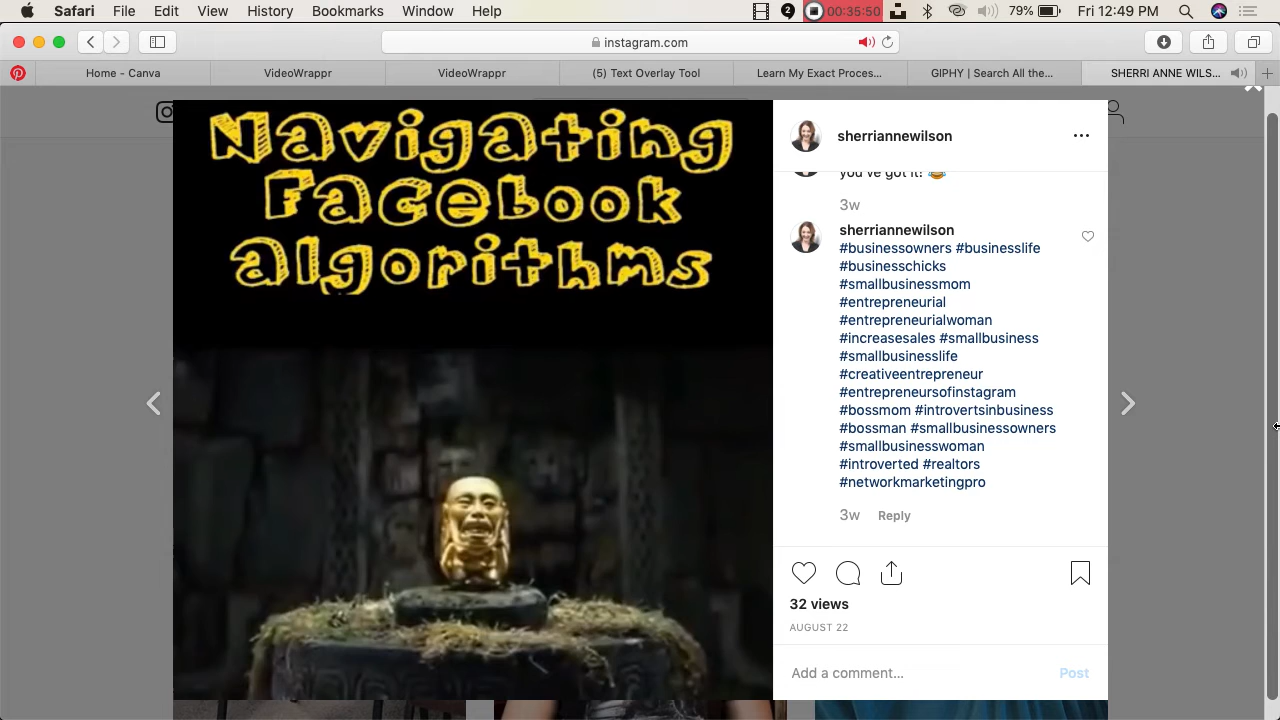 Safari File Edit View History Bookmarks Window Help 2 00:35:50 79% Fri 12:49 PM
instagram.com
Home - Canva VideoWrappr VideoWrappr (5) Text Overlay Tool Learn My Exact Proces... GIPHY | Search All the... SHERRI ANNE WILS...
Navigating
Facebook
algorithms
sherriannewilson
you've got it!
3w
sherriannewilson
#businessowners #businesslife
#businesschicks
#smallbusinessmom
#entrepreneurial
#entrepreneurialwoman
#increasesales #smallbusiness
#smallbusinesslife
#creativeentrepreneur
#entrepreneursofinstagram
#bossmom #introvertsinbusiness
#bossman #smallbusinessowners
#smallbusinesswoman
#introverted #realtors
#networkmarketingpro
3w Reply
32 views
AUGUST 22
Add a comment... Post